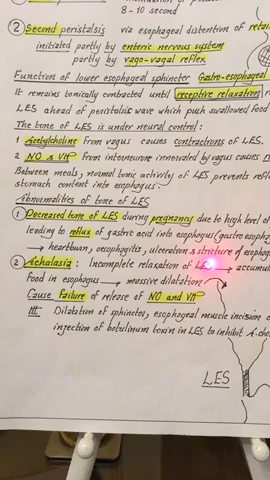 8 - 10 second
② Second peristalsis via esophageal distention of
initiated partly by enteric nervous system
partly by vago-vagal reflex
Function of lower esophageal sphincter Gastro-esophageal
It remains tonically contracted until receptive relaxation
LES ahead of peristalsis wave which push swallowed food
The tone of LES is under neural control:
1 Acetylcholine from vagus causes contractions of LES.
2 NO & VIP from interneurone innervated by vagus causes
Between meals, normal tonic activity of LES prevents
stomach content into esophagus.
Abnormalities of tone of LES
① Decreased tone of LES during pregnancy due to high level of
leading to reflux of gastric acid into esophagus (gastro
→ heartburn, oesophagitis, ulceration & stricture of
② Achalasia: Incomplete relaxation of LES →
food in esophagus → massive dilatation
Cause failure of release of NO and VIP
III Dilatation of sphincter, esophageal muscle incision
injection of botulinum toxin in LES to inhibit
LES